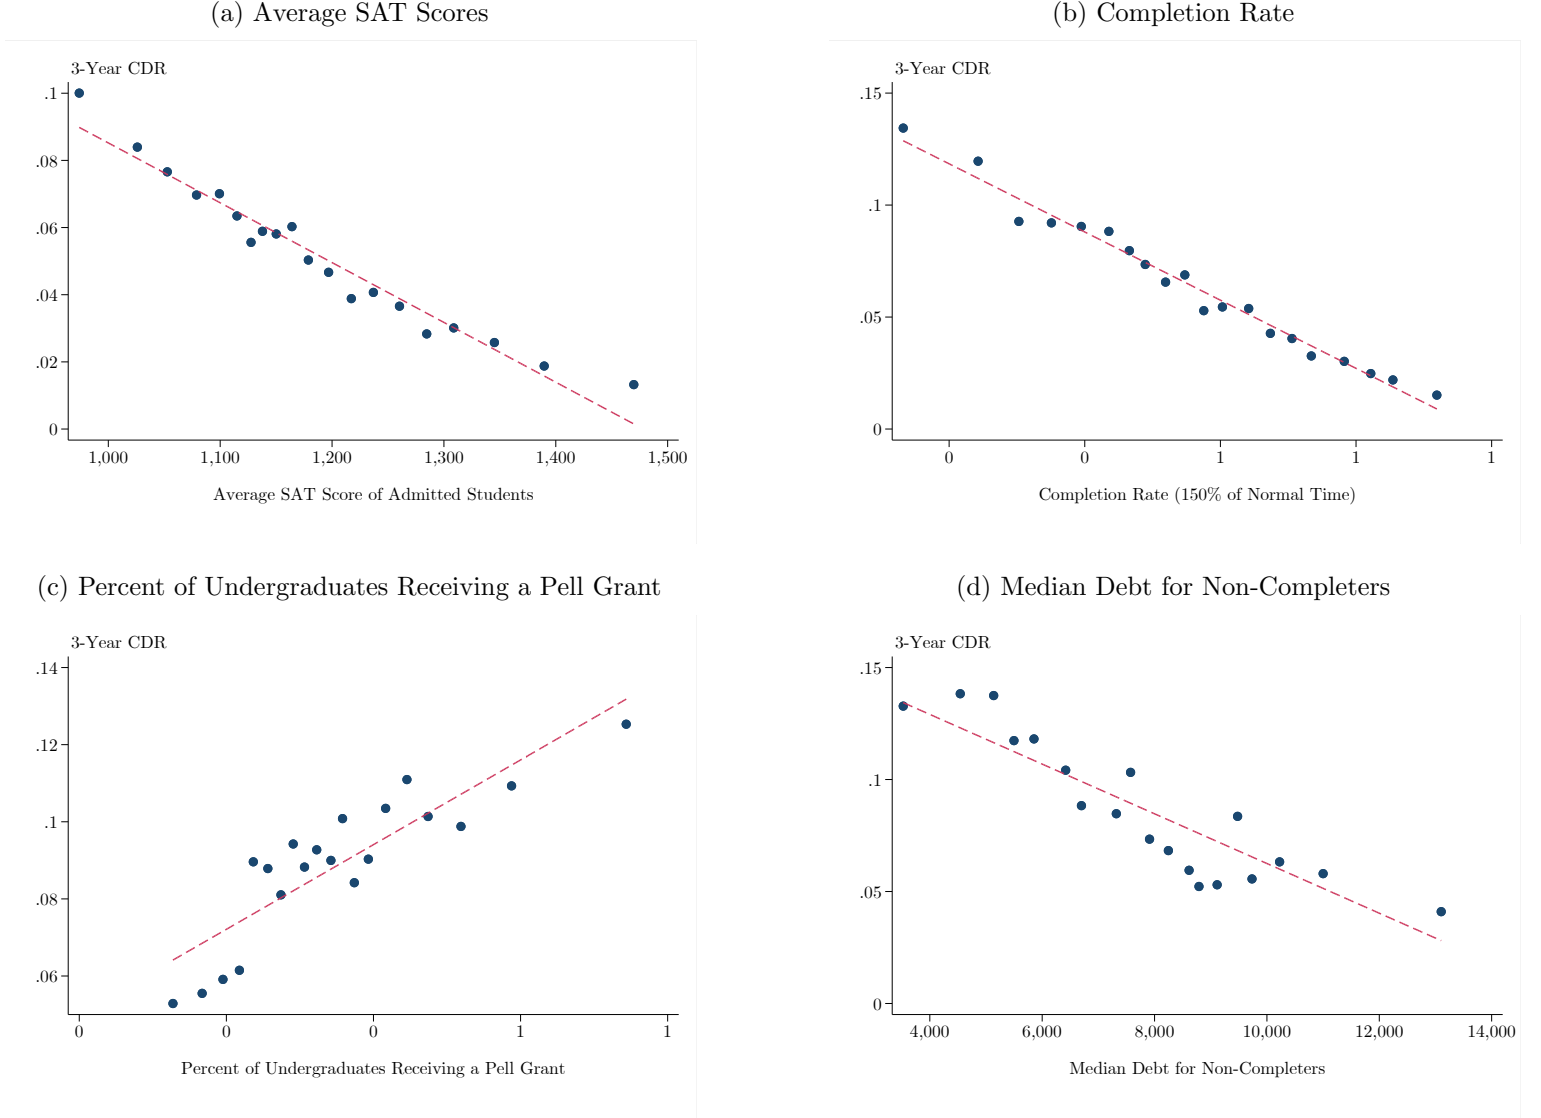 (a) Average SAT Scores
3-Year CDR
.1
.08
.06
.04
.02
0
1,000 1,100 1,200 1,300 1,400 1,500
Average SAT Score of Admitted Students
(b) Completion Rate
3-Year CDR
.15
.1
.05
0
0 0 1 1 1
Completion Rate (150% of Normal Time)
(c) Percent of Undergraduates Receiving a Pell Grant
3-Year CDR
.14
.12
.1
.08
.06
0 0 0 1 1
Percent of Undergraduates Receiving a Pell Grant
(d) Median Debt for Non-Completers
3-Year CDR
.15
.1
.05
0
4,000 6,000 8,000 10,000 12,000 14,000
Median Debt for Non-Completers